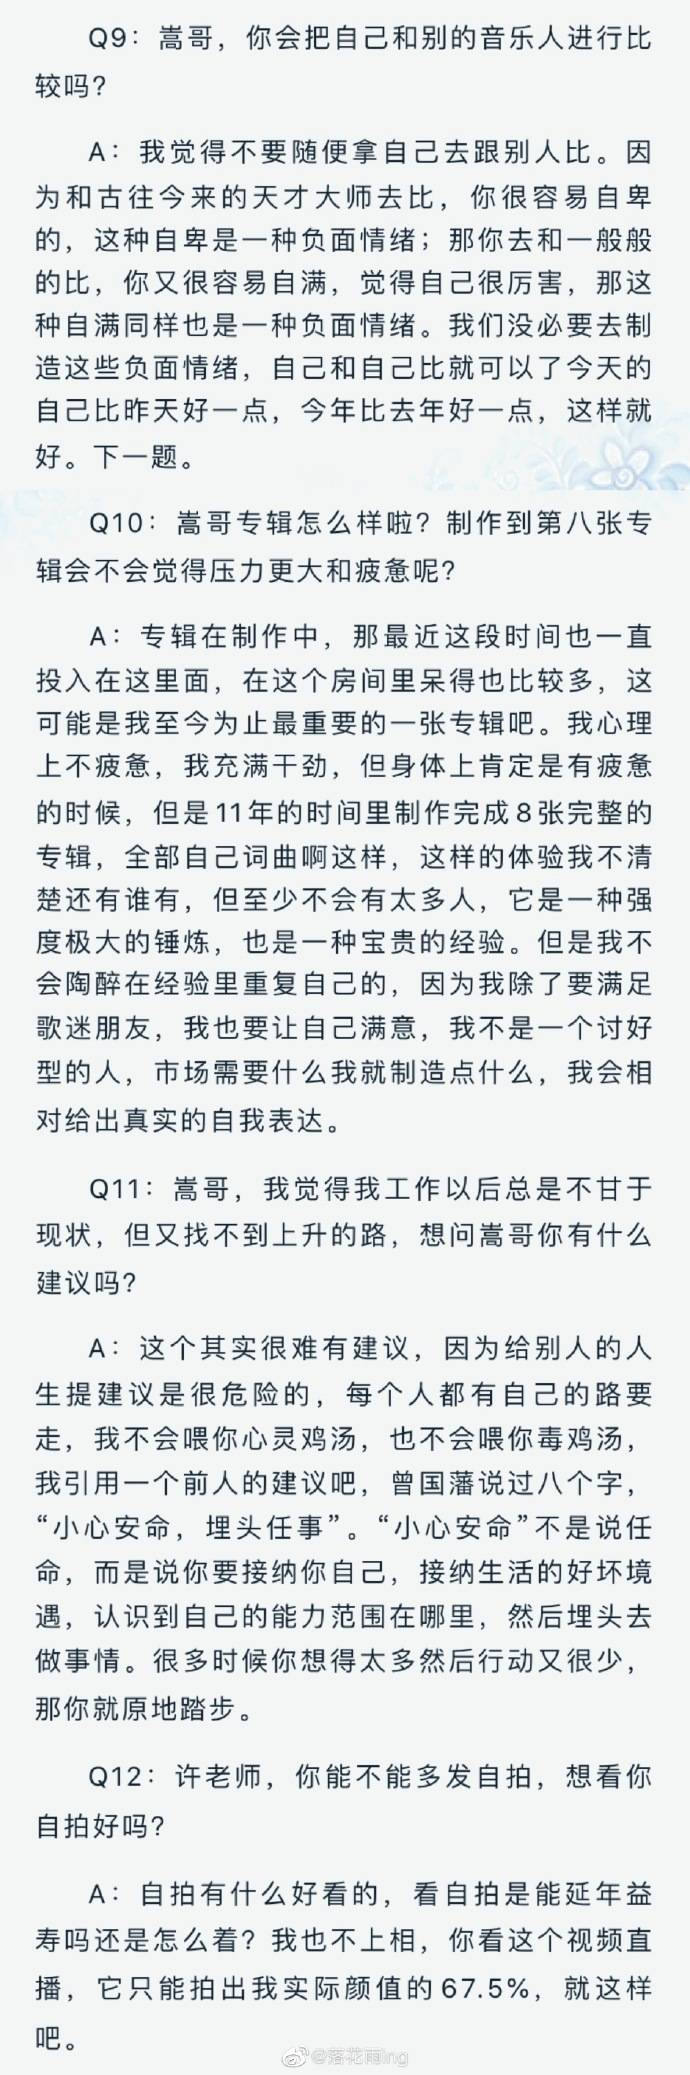 Q9：嵩哥，你会把自己和别的音乐人进行比
较吗？
A：我觉得不要随便拿自己去跟别人比。因
为和古往今来的天才大师去比，你很容易自卑
的，这种自卑是一种负面情绪；那你去和一般般
的比，你又很容易自满，觉得自己很厉害，那这
种自满同样也是一种负面情绪。我们没必要去制
造这些负面情绪，自己和自己比就可以了今天的
自己比昨天好一点，今年比去年好一点，这样就
好。下一题。
Q10：嵩哥专辑怎么样啦？制作到第八张专
辑会不会觉得压力更大和疲惫呢？
A：专辑在制作中，那最近这段时间也一直
投入在这里面，在这个房间里呆得也比较多，这
可能是我至今为止最重要的一张专辑吧。我心理
上不疲惫，我充满干劲，但身体上肯定是有疲惫
的时候，但是11年的时间里制作完成8张完整的
专辑，全部自己词曲啊这样，这样的体验我不清
楚还有谁有，但至少不会有太多人，它是一种强
度极大的锤炼，也是一种宝贵的经验。但是我不
会陶醉在经验里重复自己的，因为我除了要满足
歌迷朋友，我也要让自己满意，我不是一个讨好
型的人，市场需要什么我就制造点什么，我会相
对给出真实的自我表达。
Q11：嵩哥，我觉得我工作以后总是不甘于
现状，但又找不到上升的路，想问嵩哥你有什么
建议吗？
A：这个其实很难有建议，因为给别人的人
生提建议是很危险的，每个人都有自己的路要
走，我不会喂你心灵鸡汤，也不会喂你毒鸡汤，
我引用一个前人的建议吧，曾国藩说过八个字，
“小心安命，埋头任事”。“小心安命”不是说任
命，而是说你要接纳你自己，接纳生活的好坏境
遇，认识到自己的能力范围在哪里，然后埋头去
做事情。很多时候你想得太多然后行动又很少，
那你就原地踏步。
Q12：许老师，你能不能多发自拍，想看你
自拍好吗？
A：自拍有什么好看的，看自拍是能延年益
寿吗还是怎么着？我也不上相，你看这个视频直
播，它只能拍出我实际颜值的67.5%，就这样
吧。
@落花雨ing